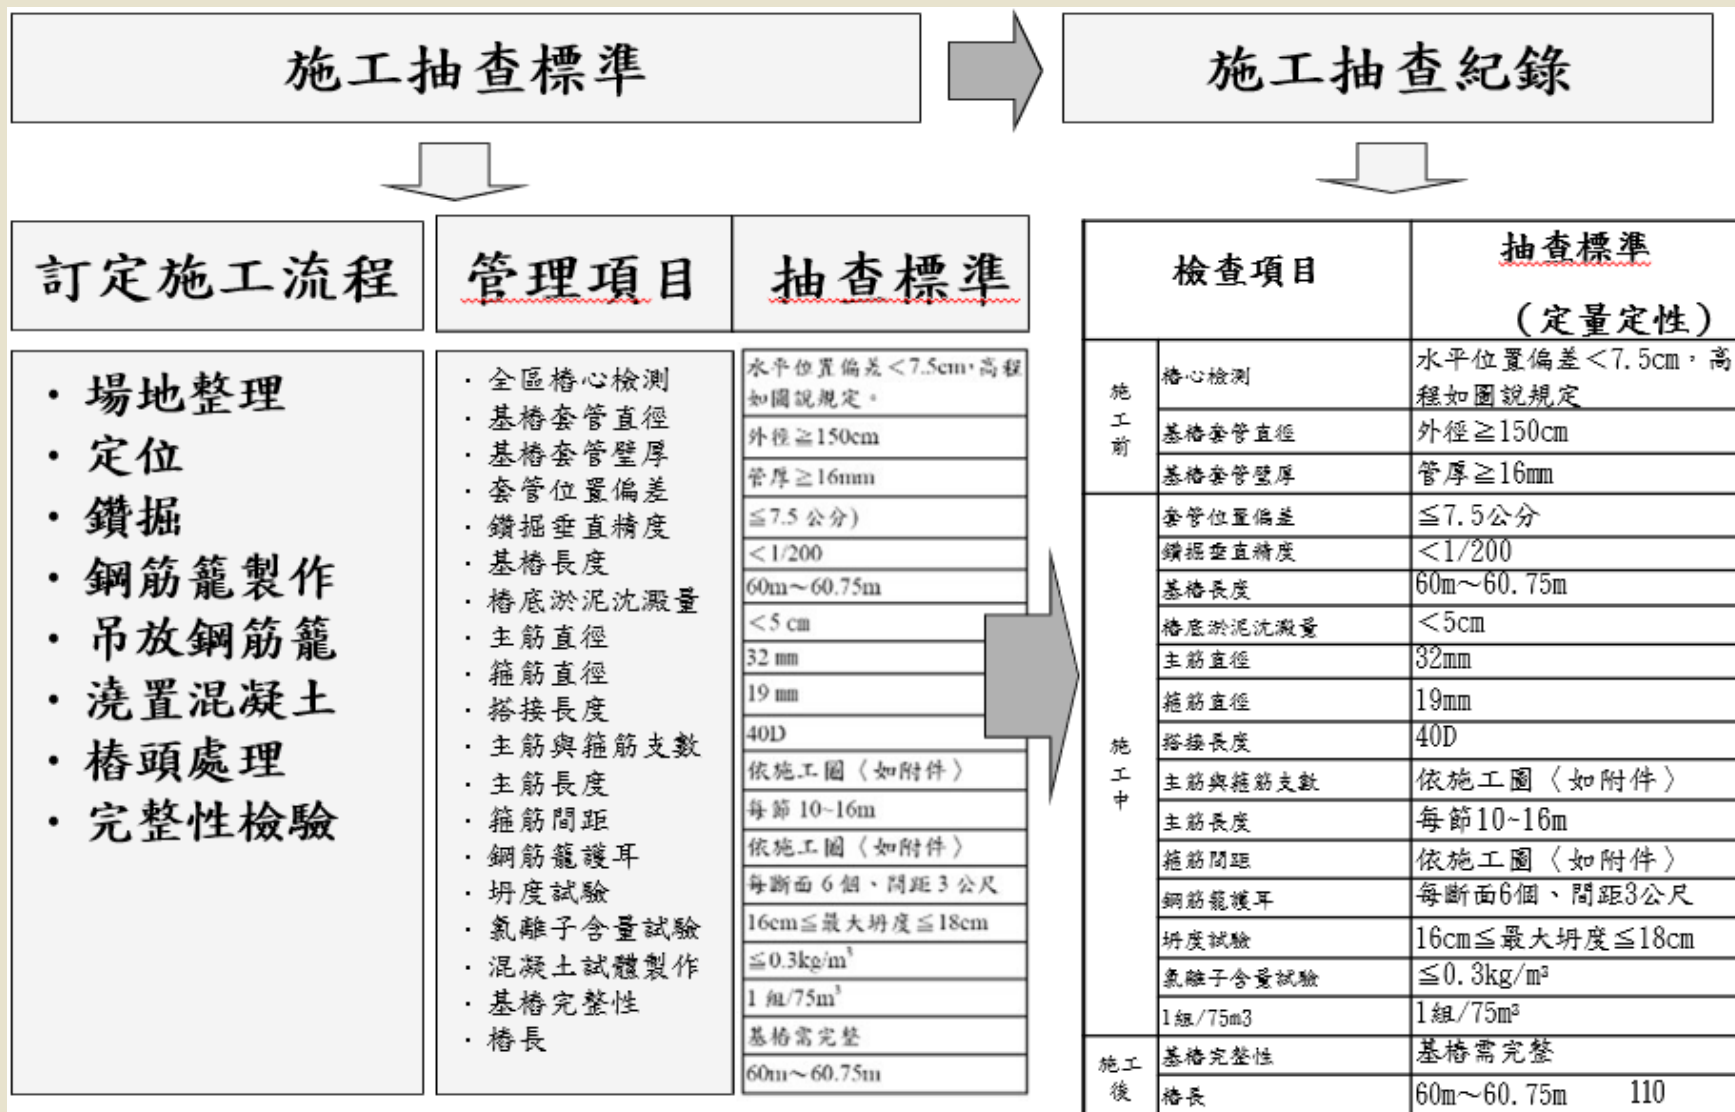 施工抽查標準
施工抽查紀錄
訂定施工流程
・場地整理
・定位
・鑽掘
・鋼筋籠製作
・吊放鋼筋籠
・澆置混凝土
・樁頭處理
・完整性檢驗
管理項目
・全區樁心檢測
・基樁套管直徑
・基樁套管壁厚
・套管位置偏差
・鑽掘垂直精度
・基樁長度
・樁底淤泥沈澱量
・主筋直徑
・箍筋直徑
・搭接長度
・主筋與箍筋支數
・主筋長度
・箍筋間距
・鋼筋籠護耳
・坍度試驗
・氯離子含量試驗
・混凝土試體製作
・基樁完整性
・樁長
抽查標準
水平位置偏差＜7.5cm，高程
如圖說規定。
外徑≧150cm
管厚≧16mm
≦7.5 公分)
＜1/200
60m～60.75m
＜5 cm
32 mm
19 mm
40D
依施工圖〈如附件〉
每節 10~16m
依施工圖〈如附件〉
每斷面 6 個、間距 3 公尺
16cm≦最大坍度≦18cm
≦0.3kg/m³
1 組/75m³
基樁需完整
60m～60.75m
檢查項目
抽查標準
（定量定性）
施工前
樁心檢測
水平位置偏差＜7.5cm，高
程如圖說規定
基樁套管直徑
外徑≧150cm
基樁套管壁厚
管厚≧16mm
施工中
套管位置偏差
≦7.5公分
鑽掘垂直精度
＜1/200
基樁長度
60m～60.75m
樁底淤泥沈澱量
＜5cm
主筋直徑
32mm
箍筋直徑
19mm
搭接長度
40D
主筋與箍筋支數
依施工圖〈如附件〉
主筋長度
每節10~16m
箍筋間距
依施工圖〈如附件〉
鋼筋籠護耳
每斷面6個、間距3公尺
坍度試驗
16cm≦最大坍度≦18cm
氯離子含量試驗
≦0.3kg/m³
1組/75m3
1組/75m³
施工後
基樁完整性
基樁需完整
樁長
60m～60.75m
110